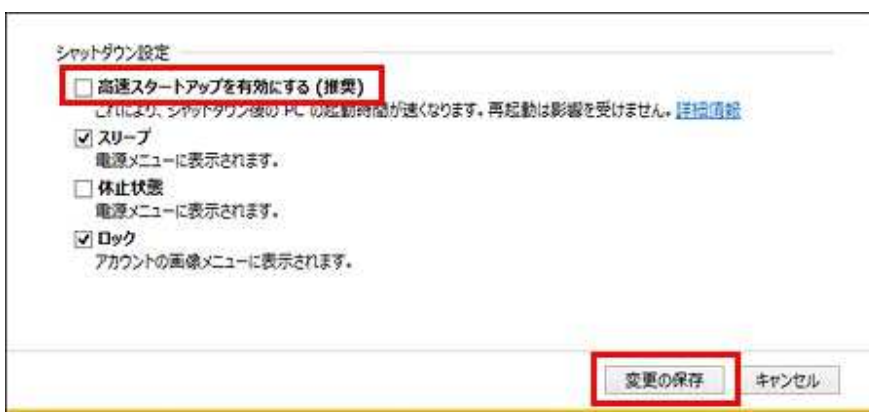 シャットダウン設定
高速スタートアップを有効にする (推奨)
これにより、シャットダウン後の PC の起動時間が速くなります。再起動は影響を受けません。詳細情報
スリープ
電源メニューに表示されます。
休止状態
電源メニューに表示されます。
ロック
アカウントの画像メニューに表示されます。
変更の保存 キャンセル